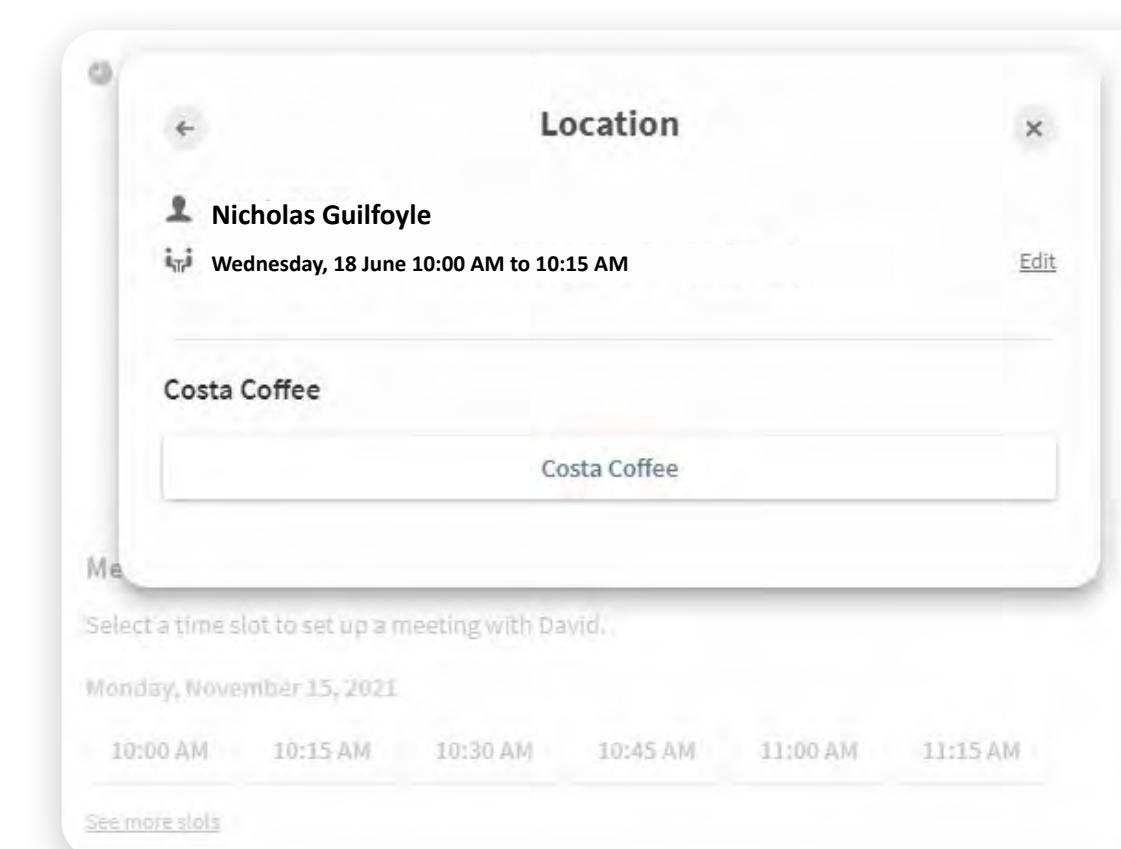 Location
Nicholas Guilfoyle
Wednesday, 18 June 10:00 AM to 10:15 AM
Edit
Costa Coffee
Costa Coffee
Me
Select a time slot to set up a meeting with David.
Monday, November 15, 2021
10:00 AM 10:15 AM 10:30 AM 10:45 AM 11:00 AM 11:15 AM
See more slots